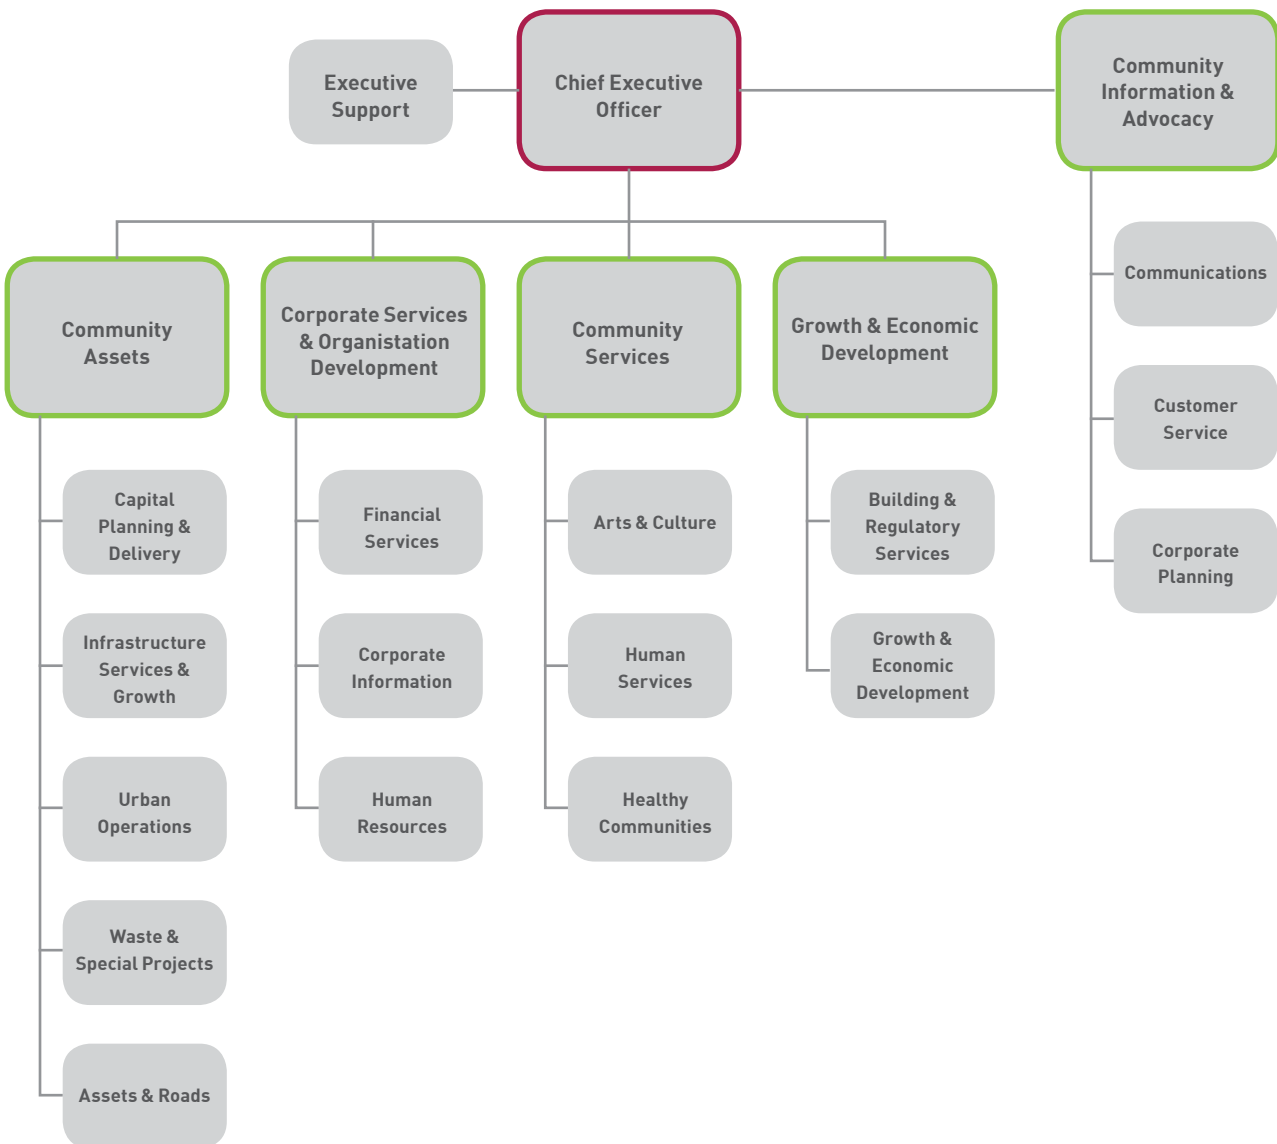 Executive
Support
Chief Executive
Officer
Community
Information &
Advocacy
Communications
Customer
Service
Corporate
Planning
Community
Assets
Corporate Services
& Organistation
Development
Community
Services
Growth & Economic
Development
Capital
Planning &
Delivery
Infrastructure
Services &
Growth
Urban
Operations
Waste &
Special Projects
Assets & Roads
Financial
Services
Corporate
Information
Human
Resources
Arts & Culture
Human
Services
Healthy
Communities
Building &
Regulatory
Services
Growth &
Economic
Development